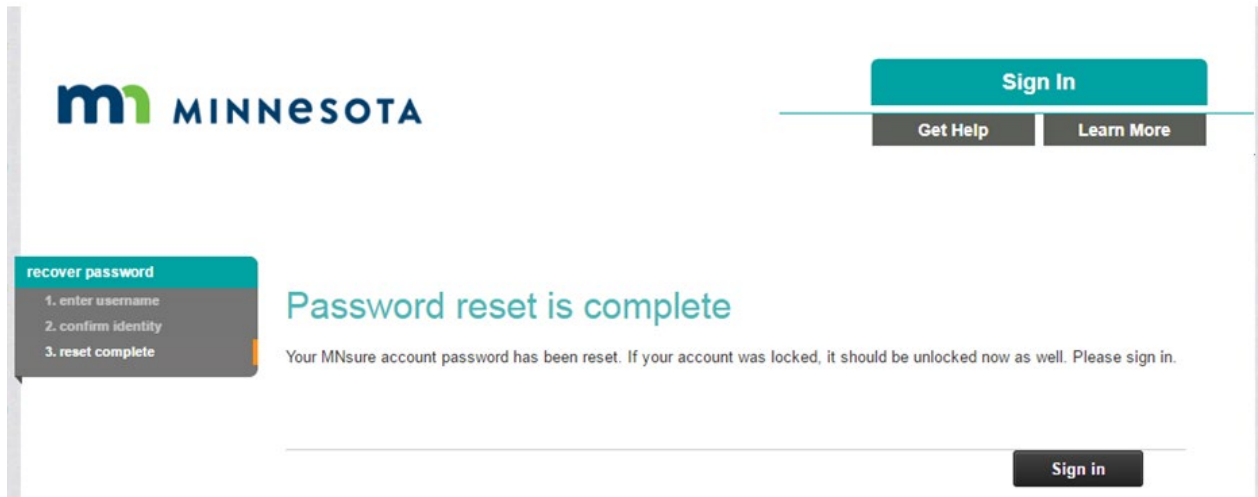 mn MINNESOTA
Sign In
Get Help Learn More
recover password
1. enter username
2. confirm identity
3. reset complete
Password reset is complete
Your MNsure account password has been reset. If your account was locked, it should be unlocked now as well. Please sign in.
Sign in